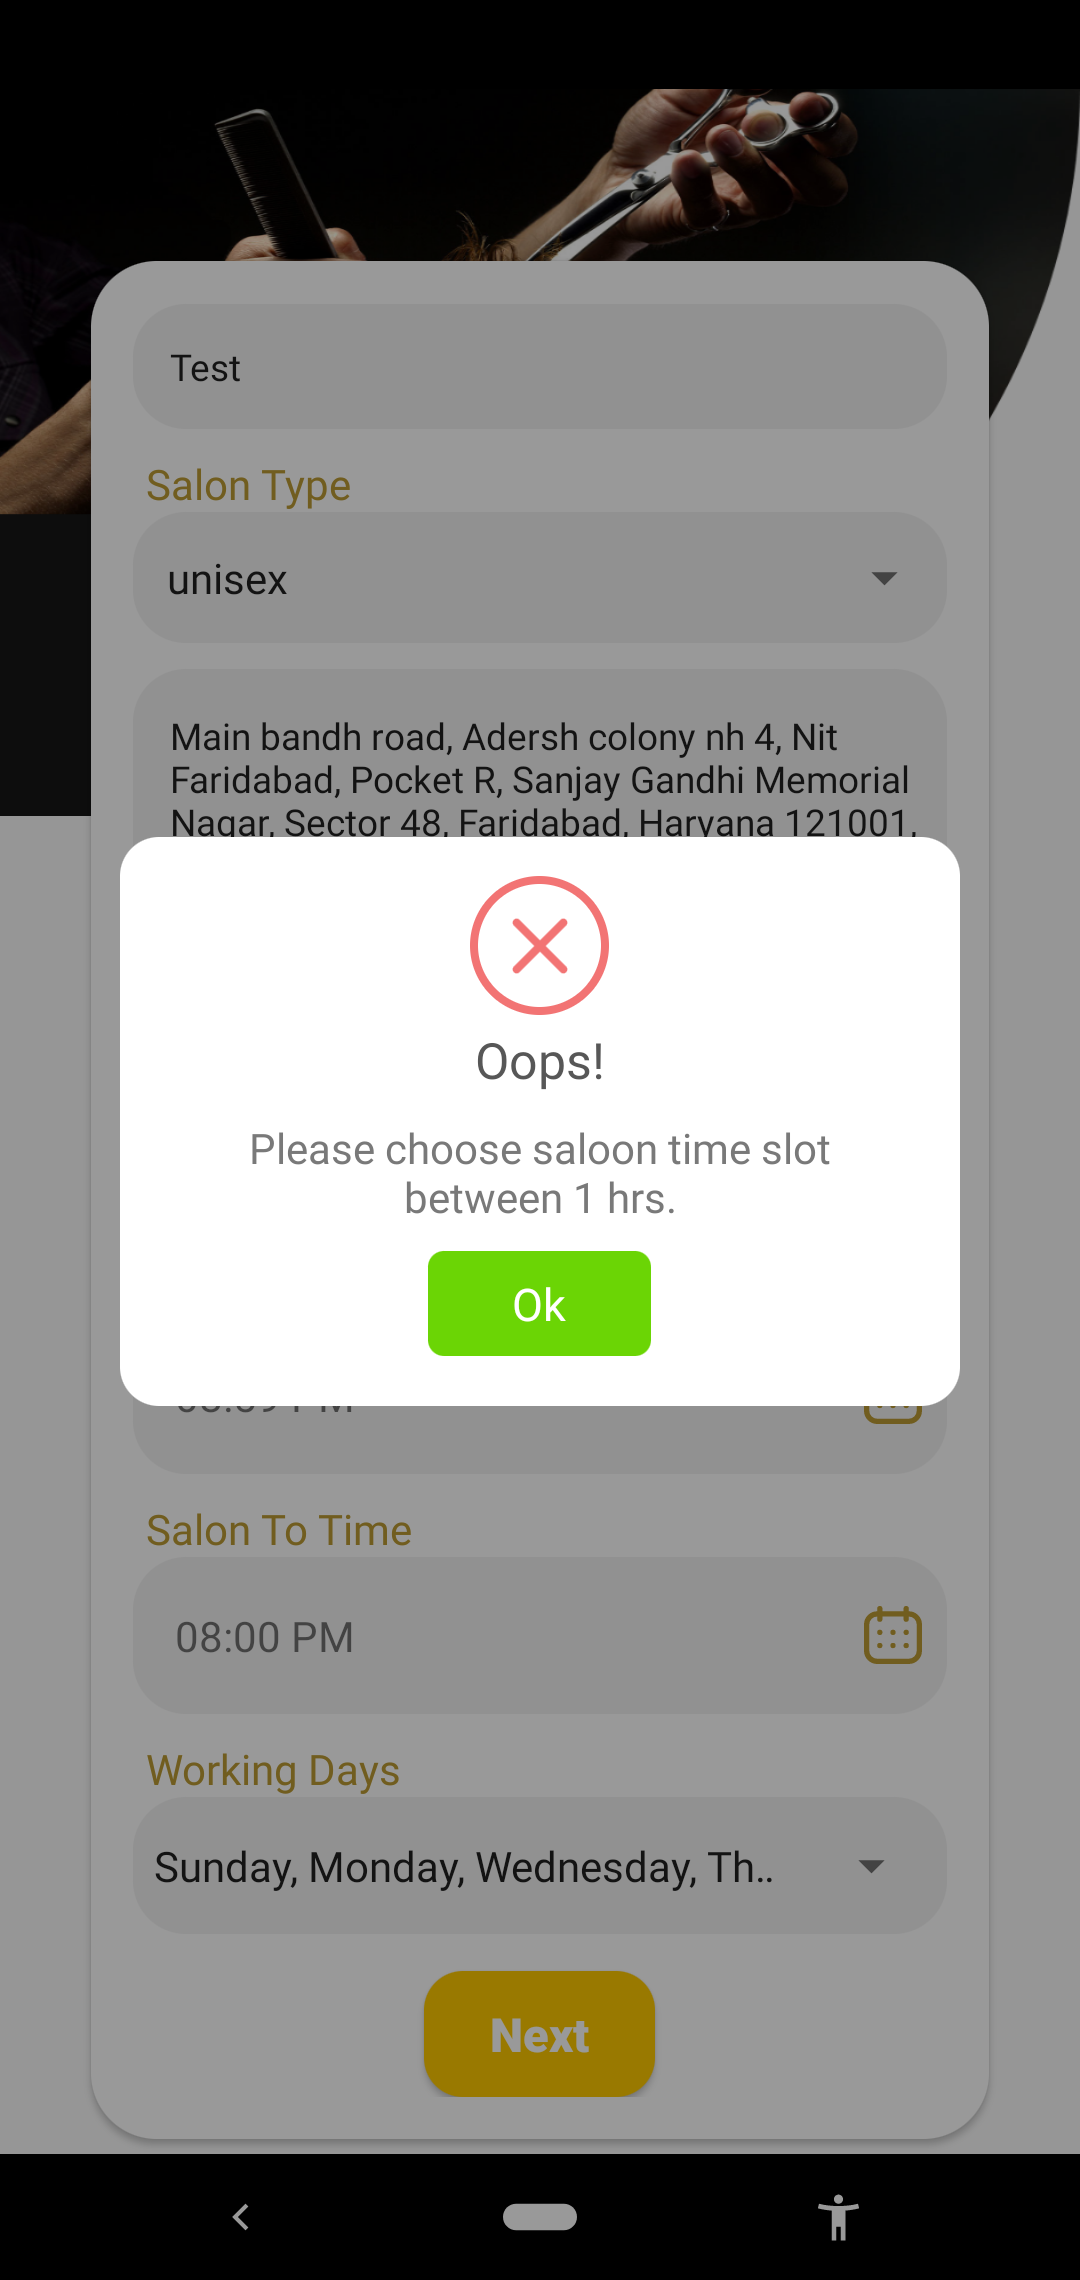 Test
Salon Type
unisex
Main bandh road, Adersh colony nh 4, Nit
Faridabad, Pocket R, Sanjay Gandhi Memorial
Nagar, Sector 48, Faridabad, Haryana 121001,
Oops!
Please choose saloon time slot
between 1 hrs.
Ok
PM
Salon To Time
08:00 PM
Working Days
Sunday, Monday, Wednesday, Th..
Next